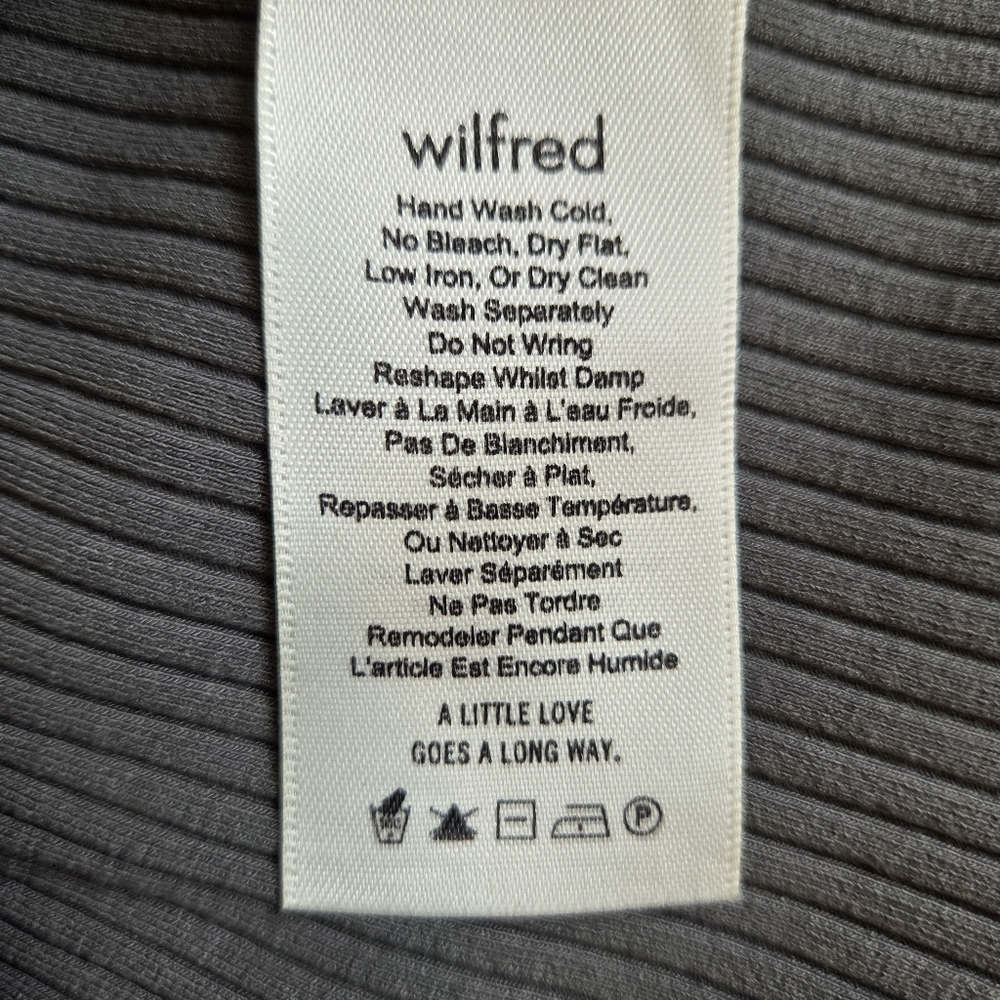 wilfred
Hand Wash Cold,
No Bleach, Dry Flat,
Low Iron, Or Dry Clean
Wash Separately
Do Not Wring
Reshape Whilst Damp
Laver à La Main à L'eau Froide,
Pas De Blanchiment,
Sécher à Plat,
Repasser à Basse Température,
Ou Nettoyer à Sec
Laver Séparément
Ne Pas Tordre
Remodeler Pendant Que
L'article Est Encore Humide
A LITTLE LOVE
GOES A LONG WAY.
P